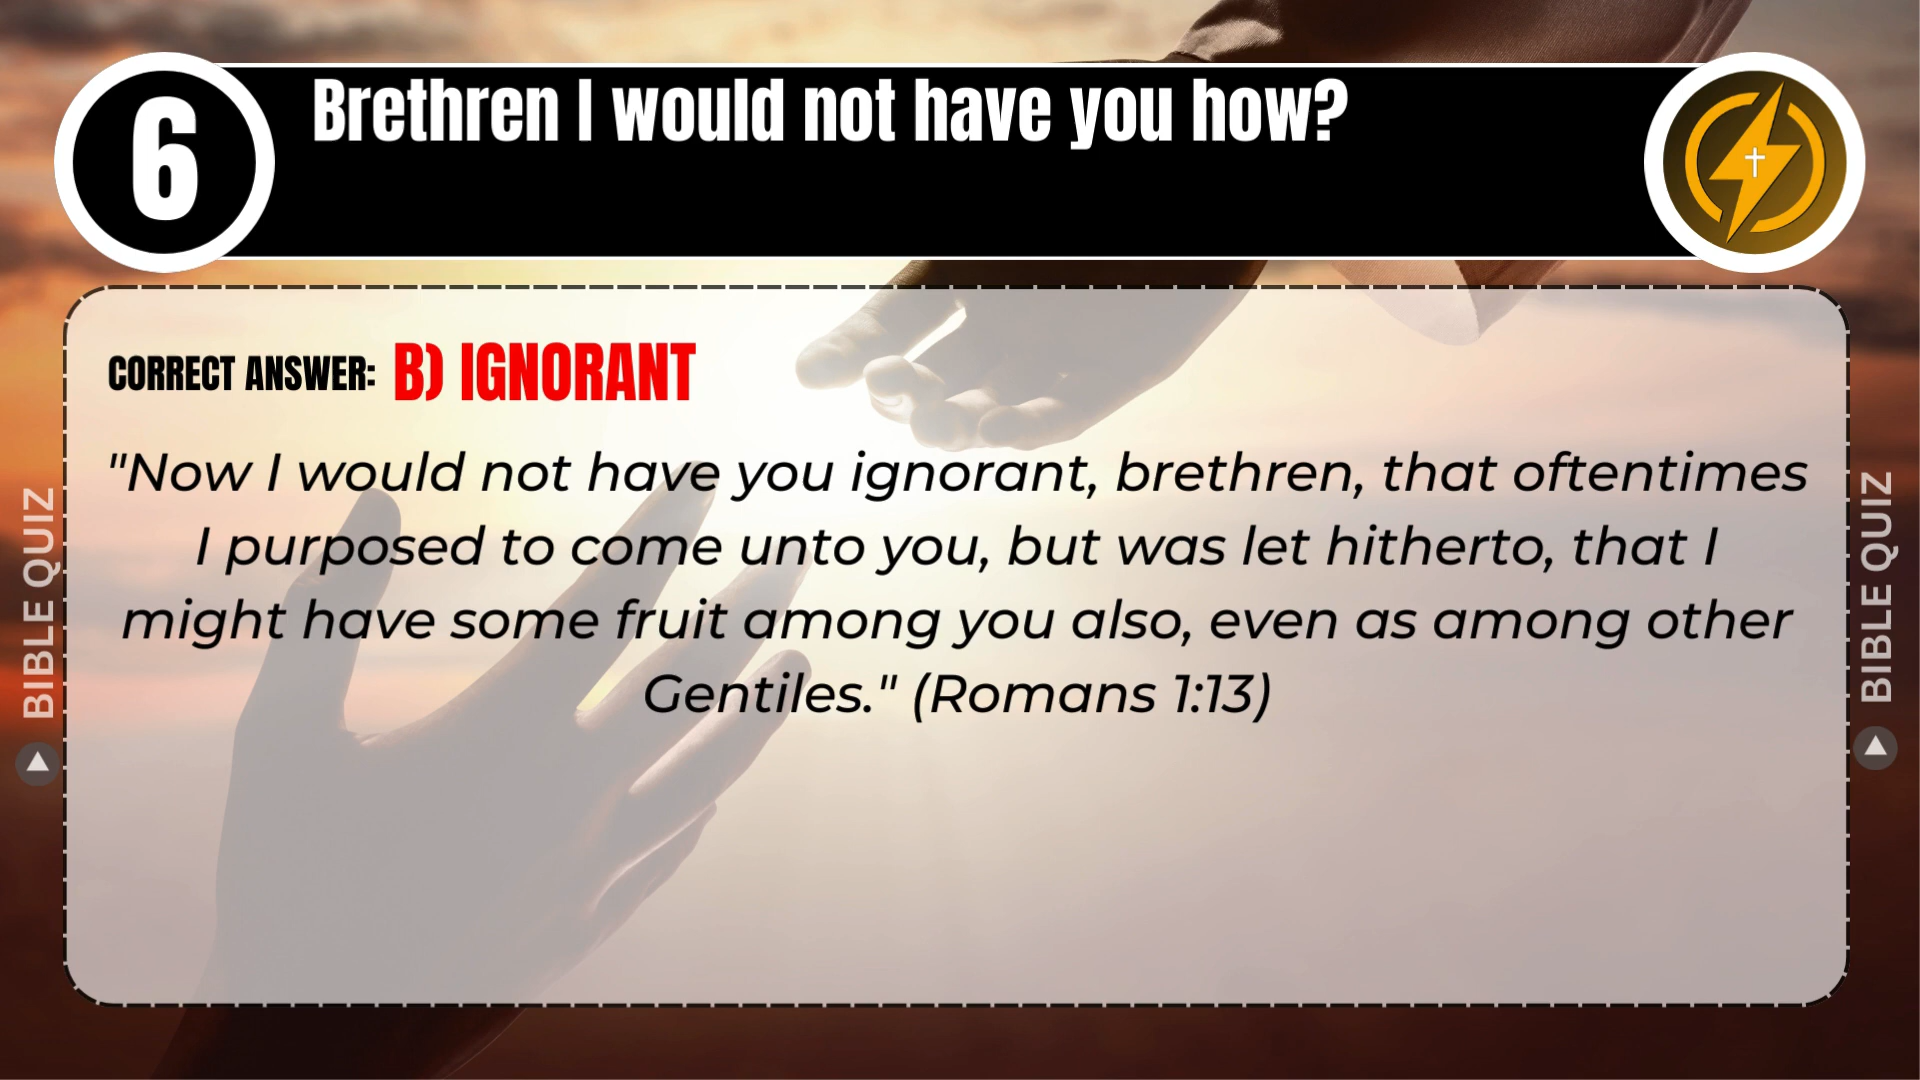 6
Brethren I would not have you how?
CORRECT ANSWER: B) IGNORANT
"Now I would not have you ignorant, brethren, that oftentimes
I purposed to come unto you, but was let hitherto, that I
might have some fruit among you also, even as among other
Gentiles." (Romans 1:13)
BIBLE QUIZ
BIBLE QUIZ